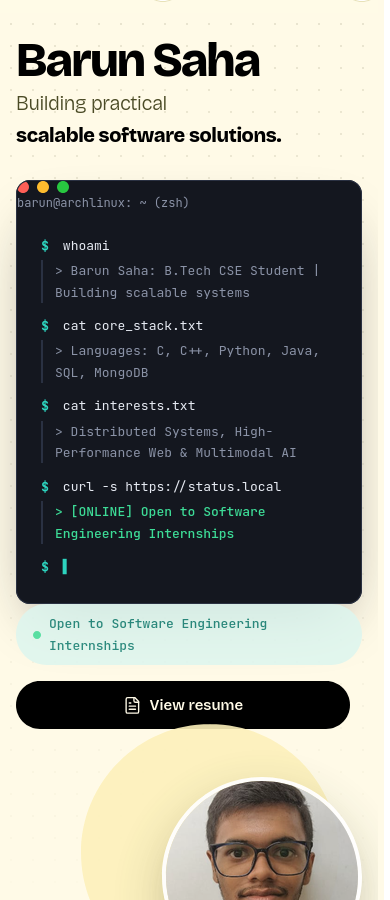 Barun Saha
Building practical
scalable software solutions.
barun@archlinux: ~ (zsh)
$ whoami
> Barun Saha: B.Tech CSE Student |
Building scalable systems
$ cat core_stack.txt
> Languages: C, C++, Python, Java,
SQL, MongoDB
$ cat interests.txt
> Distributed Systems, High-
Performance Web & Multimodal AI
$ curl -s https://status.local
> [ONLINE] Open to Software
Engineering Internships
$
Open to Software Engineering
Internships
View resume